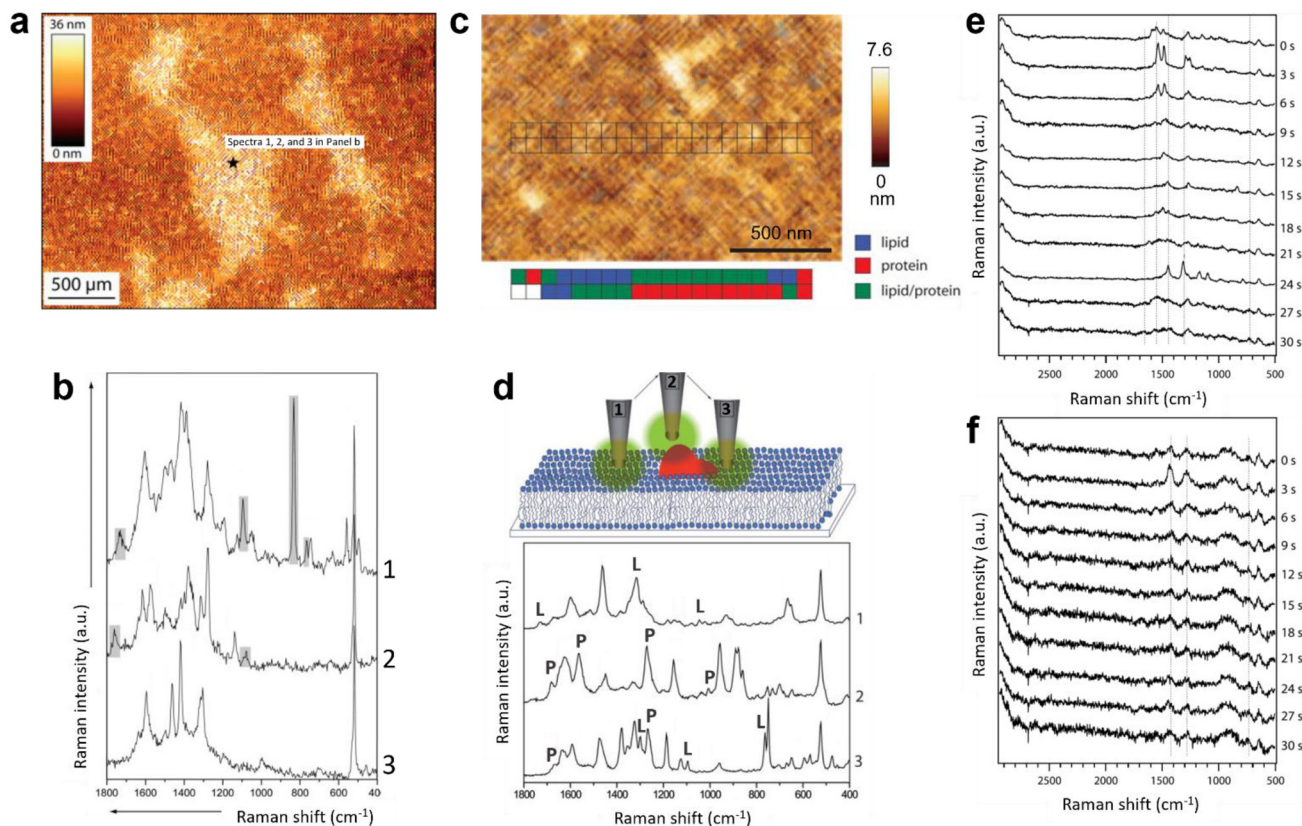 a
36 nm
0 nm
Spectra 1, 2, and 3 in Panel b
500 µm
b
Raman intensity (a.u.)
1
2
3
1800 1600 1400 1200 1000 800 600 400
Raman shift (cm⁻¹)
c
7.6
0
nm
500 nm
lipid
protein
lipid/protein
d
1
2
3
Raman intensity (a.u.)
L
L
L
1
P
P
P
P
2
P
L
P
L
L
3
1800 1600 1400 1200 1000 800 600 400
Raman shift (cm⁻¹)
e
Raman intensity (a.u.)
0 s
3 s
6 s
9 s
12 s
15 s
18 s
21 s
24 s
27 s
30 s
2500 2000 1500 1000 500
Raman shift (cm⁻¹)
f
Raman intensity (a.u.)
0 s
3 s
6 s
9 s
12 s
15 s
18 s
21 s
24 s
27 s
30 s
2500 2000 1500 1000 500
Raman shift (cm⁻¹)